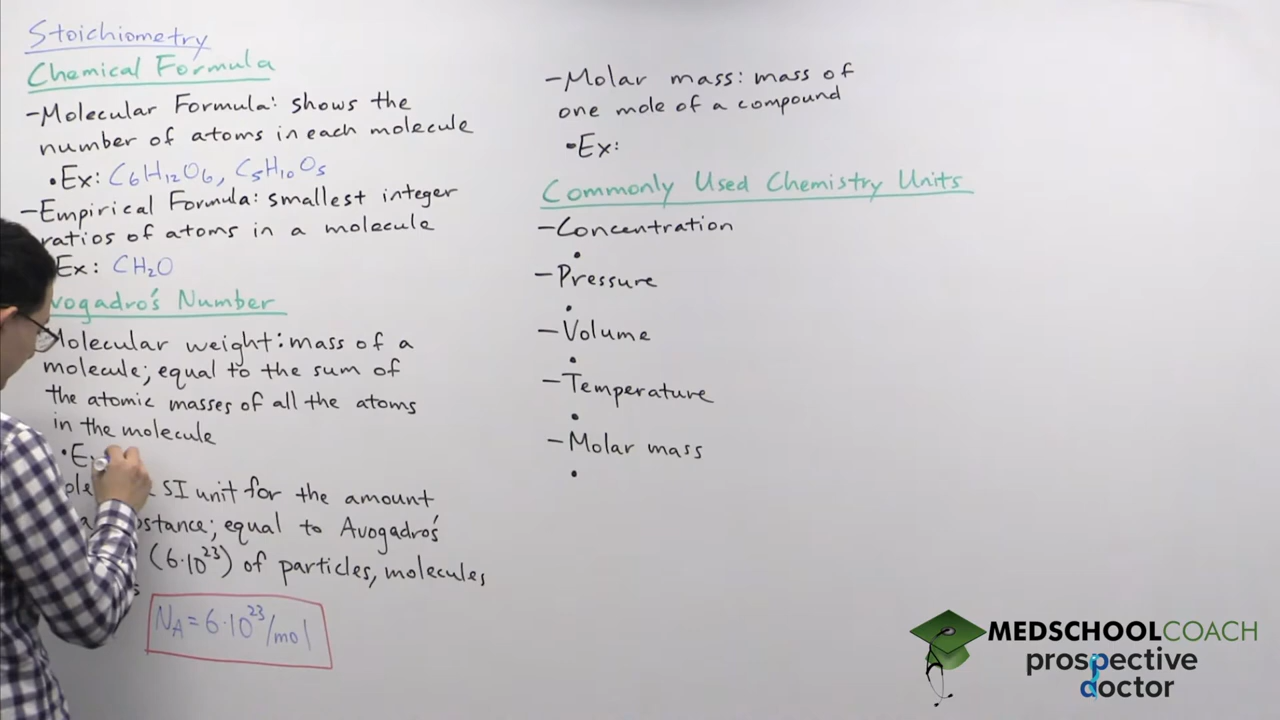 Stoichiometry
Chemical Formula
-Molecular Formula: shows the
number of atoms in each molecule
•Ex: C6H12O6, C5H10O5
-Empirical Formula: smallest integer
ratios of atoms in a molecule
Ex: CH2O
vogadro's Number
Molecular weight: mass of a
molecule; equal to the sum of
the atomic masses of all the atoms
in the molecule
•Ex
SI unit for the amount
stance; equal to Avogadro's
(6·10^23) of particles, molecules
NA = 6·10^23/mol
-Molar mass: mass of
one mole of a compound
•Ex:
Commonly Used Chemistry Units
-Concentration
•
-Pressure
•
-Volume
•
-Temperature
•
-Molar mass
•
MEDSCHOOLCOACH
prospective
doctor